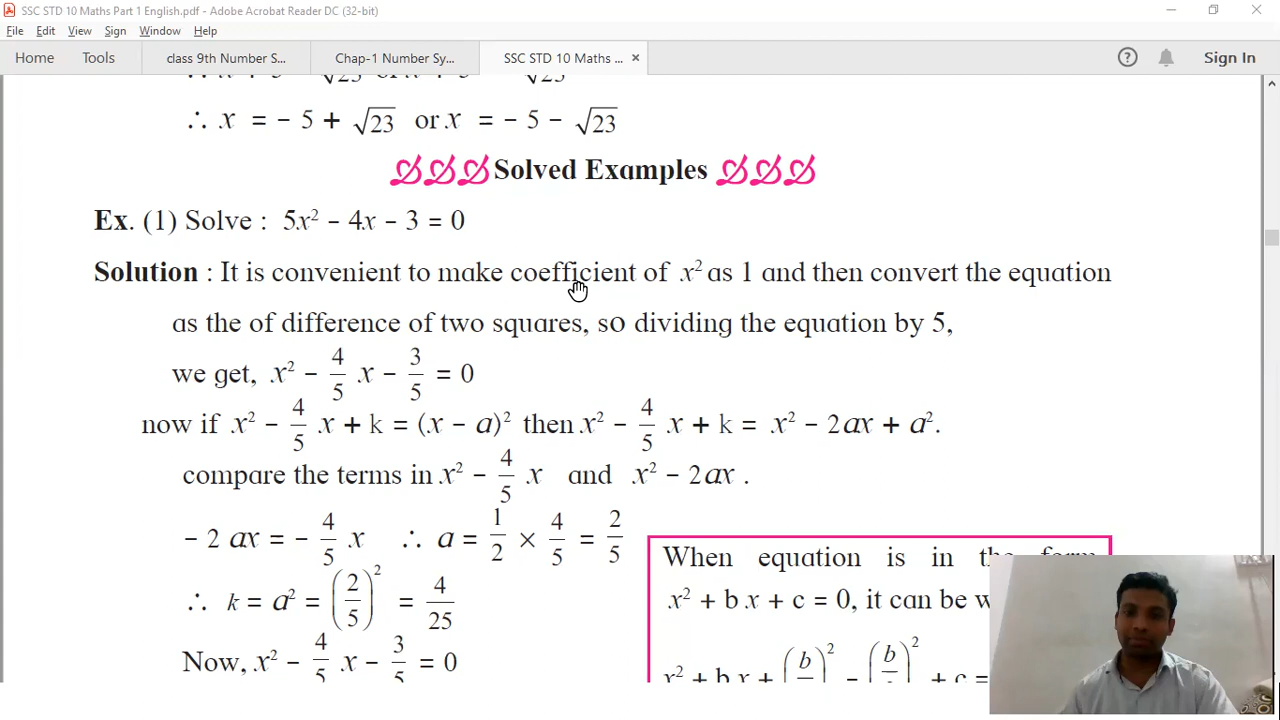 SSC STD 10 Maths Part 1 English.pdf - Adobe Acrobat Reader DC (32-bit)
File Edit View Sign Window Help
Home Tools class 9th Number S... Chap-1 Number Sy... SSC STD 10 Maths ... × ? Sign In
∴ x = - 5 + √23 or x = - 5 - √23
Solved Examples
Ex. (1) Solve : 5x² - 4x - 3 = 0
Solution : It is convenient to make coefficient of x² as 1 and then convert the equation
as the of difference of two squares, so dividing the equation by 5,
we get, x² - 4/5 x - 3/5 = 0
now if x² - 4/5 x + k = (x - a)² then x² - 4/5 x + k = x² - 2ax + a².
compare the terms in x² - 4/5 x and x² - 2ax .
- 2 ax = - 4/5 x ∴ a = 1/2 × 4/5 = 2/5
∴ k = a² = (2/5)² = 4/25
Now, x² - 4/5 x - 3/5 = 0
When equation is in the form
x² + b x + c = 0, it can be
x² + b x + (b/ )² - (b/ )² + c =